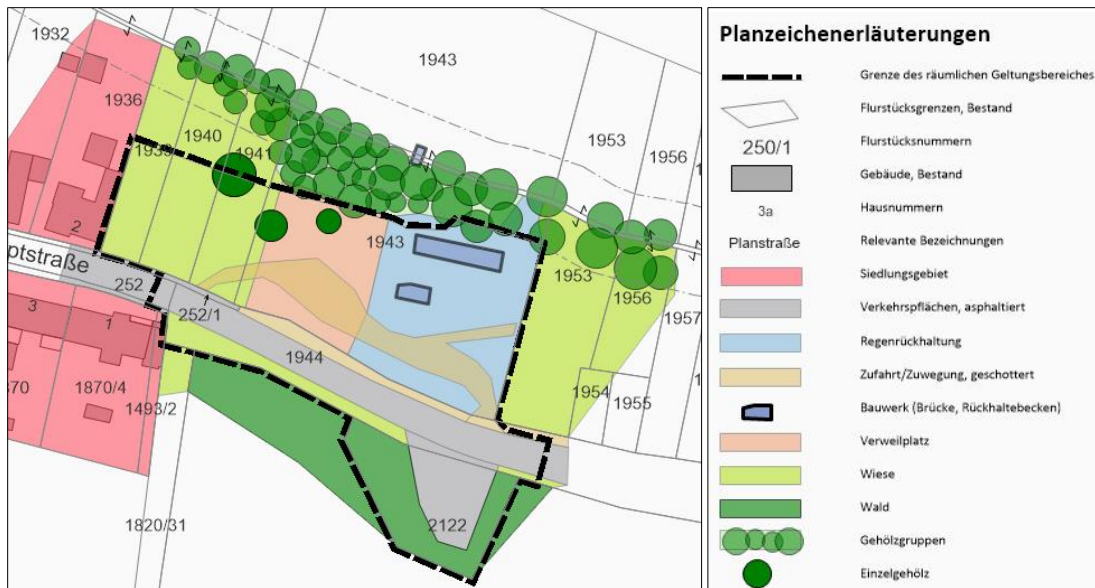 1932
1936
1939
1940
1941
1943
1943
1953
1956
1953
1956
1957
1954
1955
2
ptstraße
252
252/1
3
1
1944
1870/4
1493/2
1820/31
2122
Planzeichenerläuterungen
Grenze des räumlichen Geltungsbereiches
Flurstücksgrenzen, Bestand
250/1 Flurstücksnummern
Gebäude, Bestand
3a Hausnummern
Planstraße Relevante Bezeichnungen
Siedlungsgebiet
Verkehrspflächen, asphaltiert
Regenrückhaltung
Zufahrt/Zuwegung, geschottert
Bauwerk (Brücke, Rückhaltebecken)
Verweilplatz
Wiese
Wald
Gehölzgruppen
Einzelgehölz